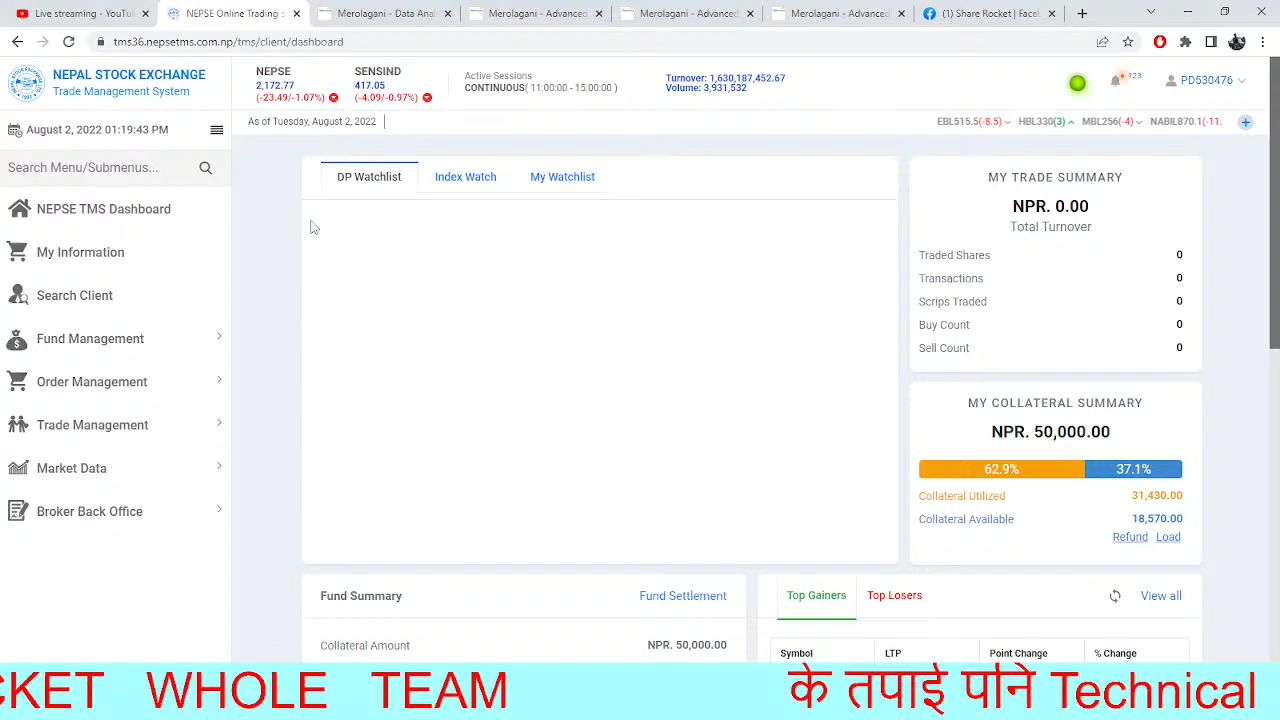 Live streaming - YouTu
NEPSE Online Trading s
Merolagani - Data Anal
Merolagani - Advanced
Merolagani - Advanced
Merolagani - Advanced
(1) Share Rocket | Face
tms36.nepsetms.com.np/tms/client/dashboard
NEPAL STOCK EXCHANGE
Trade Management System
NEPSE
2,172.77
(-23.49/-1.07%)
SENSIND
417.05
(-4.09/-0.97%)
Active Sessions
CONTINUOUS( 11:00:00 - 15:00:00 )
Turnover: 1,630,187,452.67
Volume: 3,931,532
123
PD530476
August 2, 2022 01:19:43 PM
As of Tuesday, August 2, 2022
EBL515.5(-8.5) HBL330(3) MBL256(-4) NABIL870.1(-11.
Search Menu/Submenus...
NEPSE TMS Dashboard
My Information
Search Client
Fund Management
Order Management
Trade Management
Market Data
Broker Back Office
DP Watchlist
Index Watch
My Watchlist
MY TRADE SUMMARY
NPR. 0.00
Total Turnover
Traded Shares 0
Transactions 0
Scrips Traded 0
Buy Count 0
Sell Count 0
MY COLLATERAL SUMMARY
NPR. 50,000.00
62.9% 37.1%
Collateral Utilized 31,430.00
Collateral Available 18,570.00
Refund Load
Fund Summary
Fund Settlement
Collateral Amount NPR. 50,000.00
Top Gainers
Top Losers
View all
Symbol LTP Point Change % Change
CKET WHOLE TEAM के तपाई पनि Technical